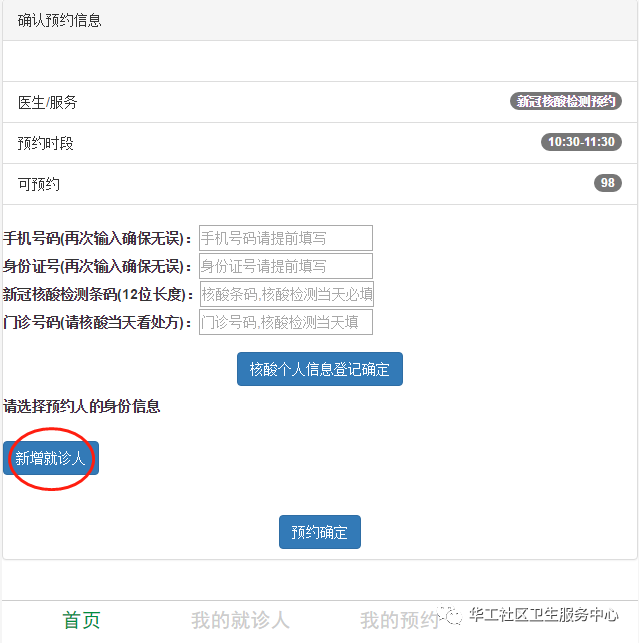 确认预约信息
医生/服务 新冠核酸检测预约
预约时段 10:30-11:30
可预约 98
手机号码(再次输入确保无误)： 手机号码请提前填写
身份证号(再次输入确保无误)： 身份证号请提前填写
新冠核酸检测条码(12位长度)： 核酸条码,核酸检测当天必填
门诊号码(请核酸当天看处方)： 门诊号码,核酸检测当天填
核酸个人信息登记确定
请选择预约人的身份信息
新增就诊人
预约确定
首页 我的就诊人 我的预约 华工社区卫生服务中心